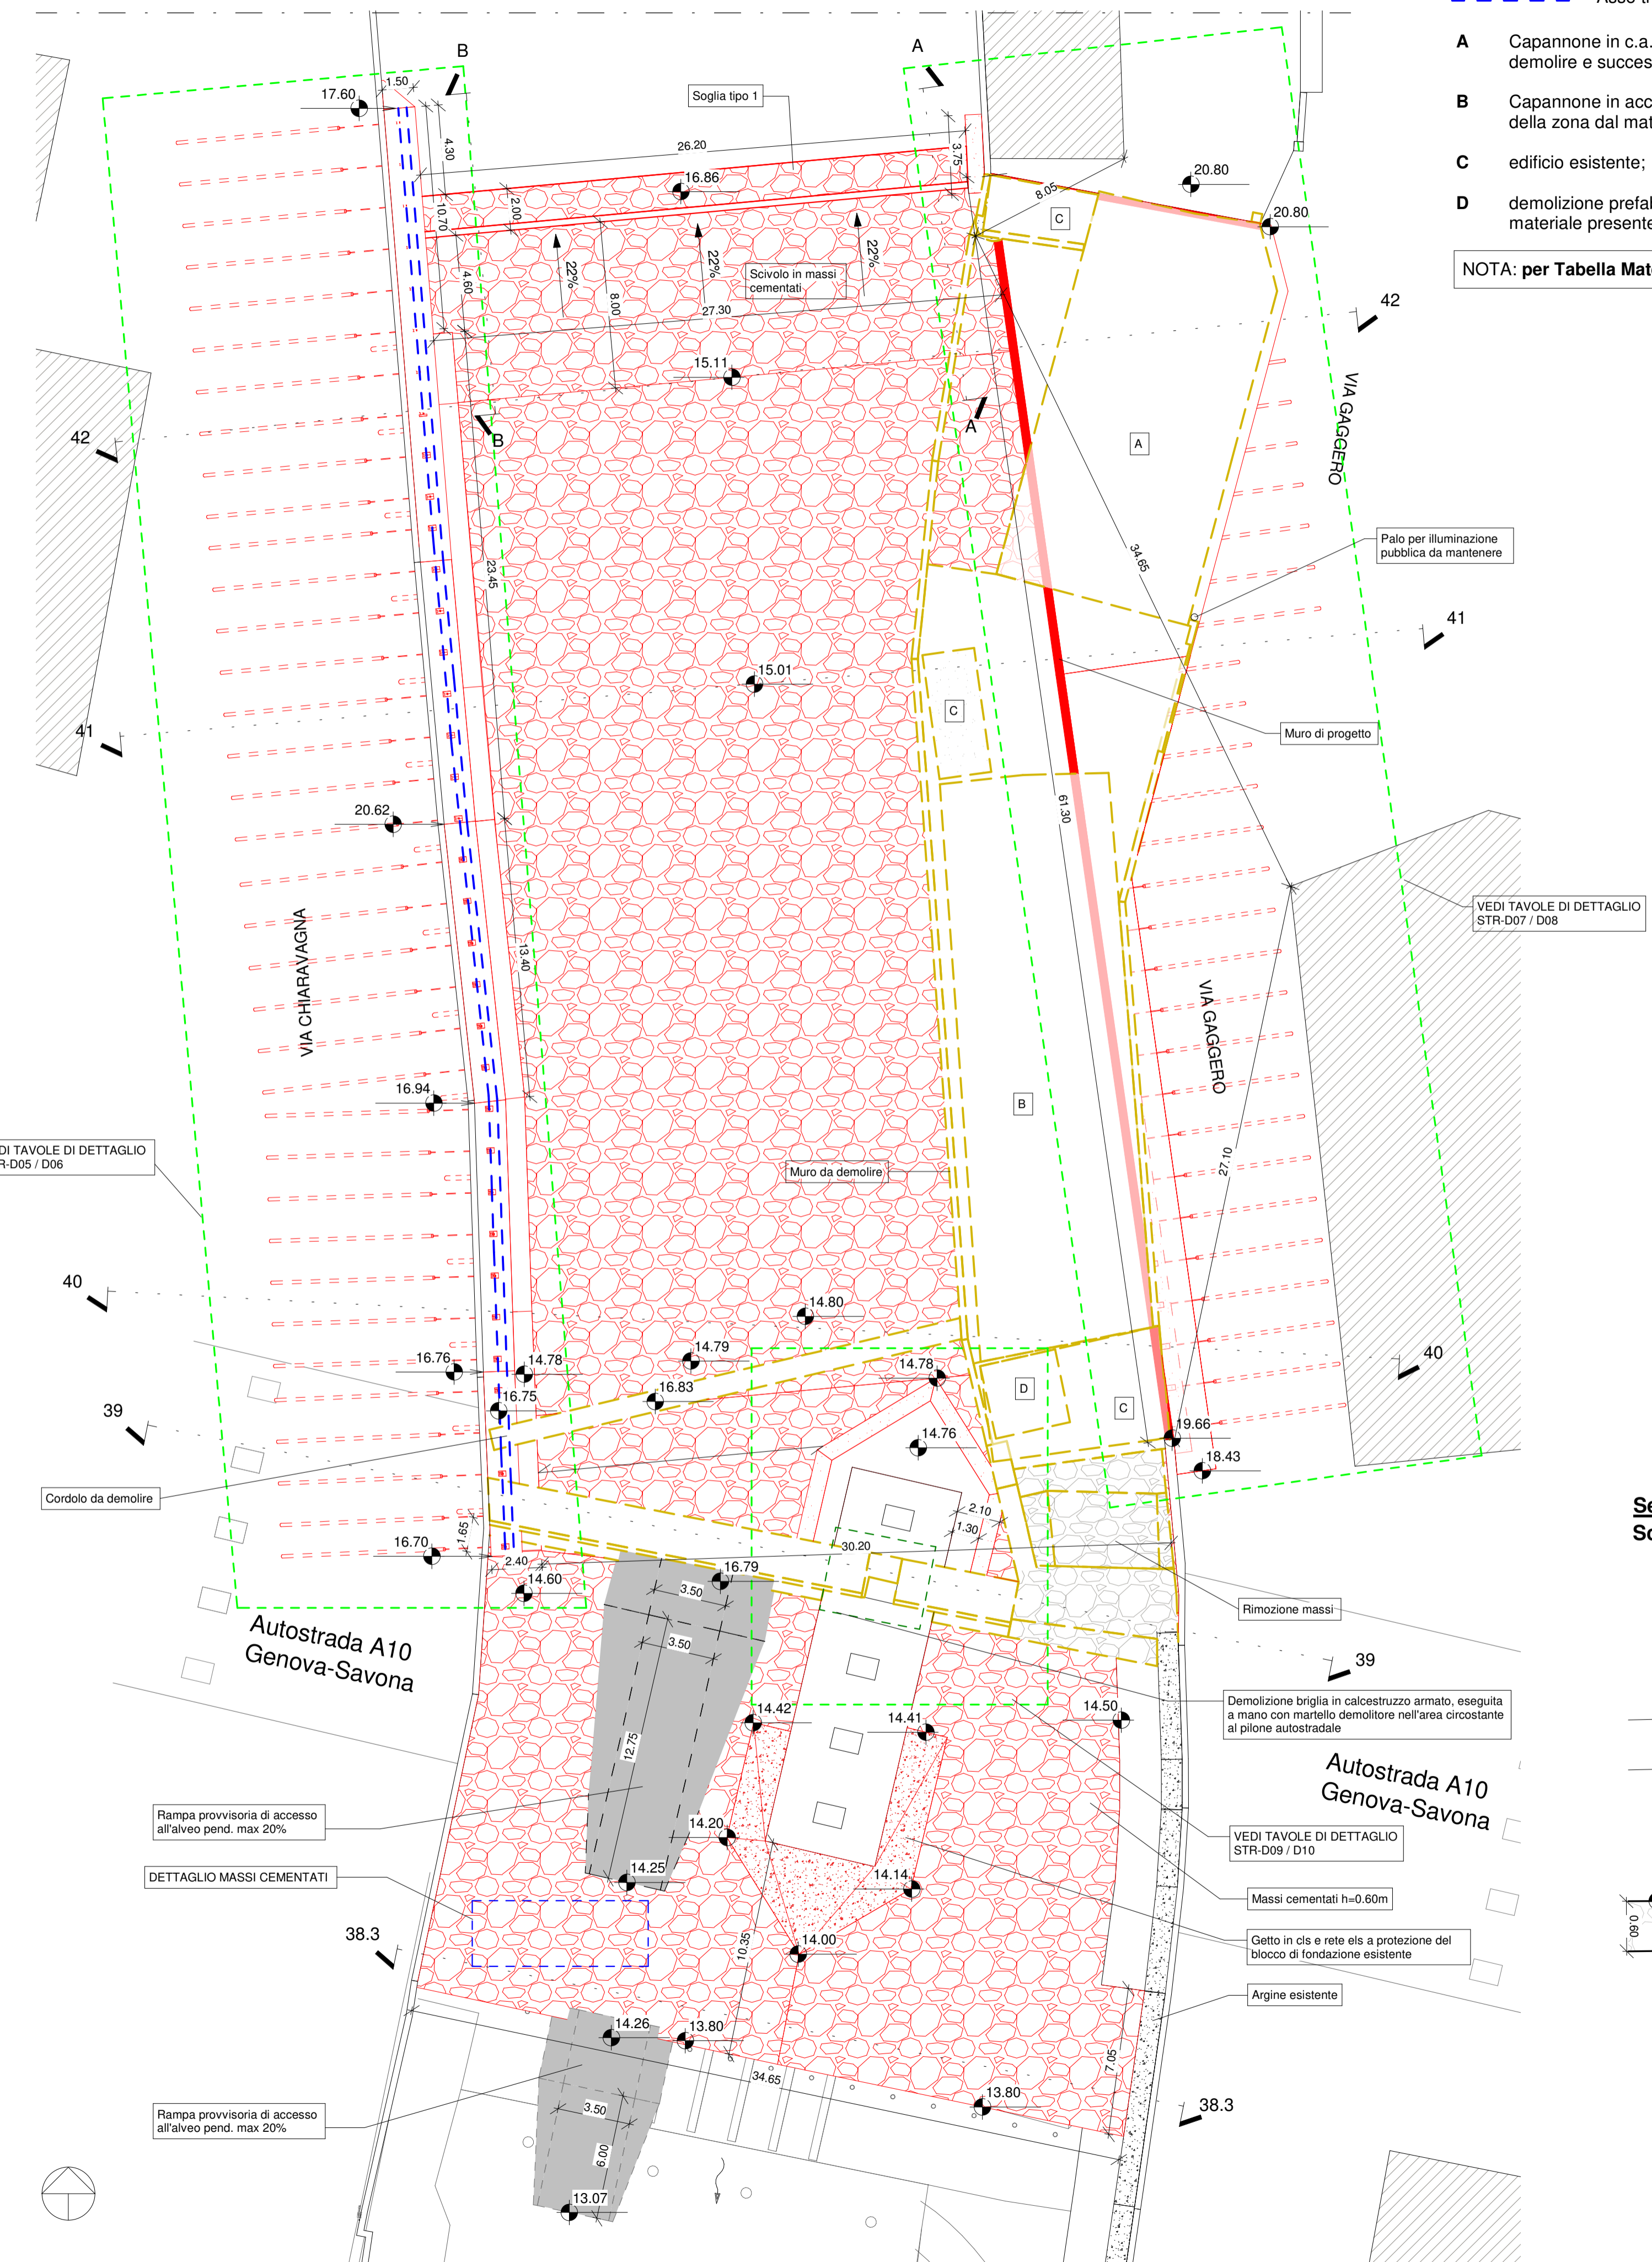 A
Capannone in c.a.
demolire e succes
B
Capannone in acc
della zona dal mat
C
edificio esistente;
D
demolizione prefal
materiale presente
NOTA: per Tabella Mat
B
A
1.50
17.60
Soglia tipo 1
4.30
26.20
3.75
16.86
20.80
8.05
C
20.80
10.70
2.00
22%
22%
22%
4.60
8.00
Scivolo in massi
cementati
27.30
42
15.11
VIA GAGGERO
42
B
A
A
23.45
34.65
Palo per illuminazione
pubblica da mantenere
41
15.01
C
41
Muro di progetto
20.62
61.30
VEDI TAVOLE DI DETTAGLIO
STR-D07 / D08
VIA CHIARAVAGNA
13.40
VIA GAGGERO
16.94
B
DI TAVOLE DI DETTAGLIO
R-D05 / D06
Muro da demolire
27.10
40
14.80
16.76
14.78
14.79
14.78
40
16.75
16.83
D
C
39
14.76
19.66
18.43
Cordolo da demolire
2.10
1.30
Se
Sc
1.65
16.70
2.40
30.20
14.60
16.79
3.50
Rimozione massi
Autostrada A10
Genova-Savona
3.50
39
14.42
14.41
14.50
Demolizione briglia in calcestruzzo armato, eseguita
a mano con martello demolitore nell'area circostante
al pilone autostradale
12.75
Autostrada A10
Genova-Savona
Rampa provvisoria di accesso
all'alveo pend. max 20%
14.20
VEDI TAVOLE DI DETTAGLIO
STR-D09 / D10
DETTAGLIO MASSI CEMENTATI
14.25
14.14
Massi cementati h=0.60m
38.3
10.35
14.00
Getto in cls e rete els a protezione del
blocco di fondazione esistente
0.60
Argine esistente
14.26
13.80
34.65
7.05
13.80
38.3
Rampa provvisoria di accesso
all'alveo pend. max 20%
3.50
6.00
13.07